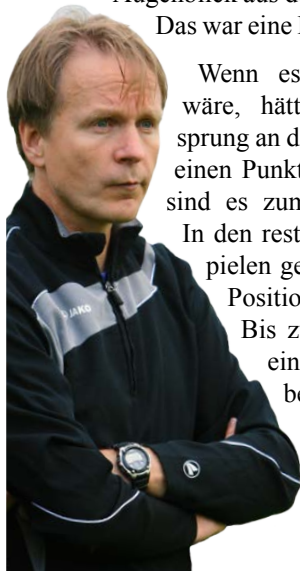 Augenblick aus d
Das war eine
Wenn es
wäre, hätt
sprung an d
einen Punkt
sind es zum
In den rest
pielen ge
Positio
Bis z
ein
be
JAKO